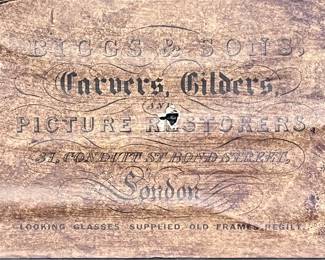 BIGGS & SONS,
Carvers, Gilders,
AND
PICTURE RESTORERS,
31, CONDUIT ST BOND STREET,
London
LOOKING GLASSES SUPPLIED, OLD FRAMES REGILT.